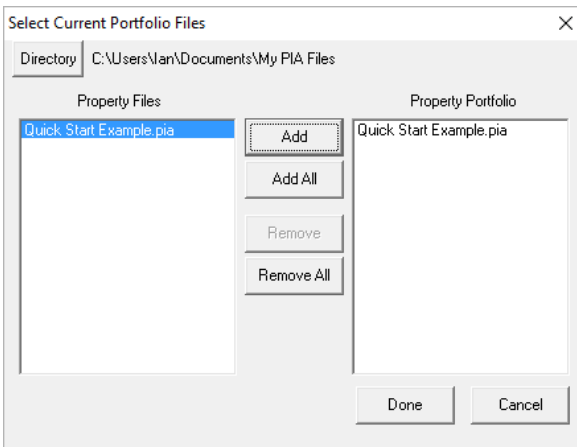 Select Current Portfolio Files
Directory C:\Users\Ian\Documents\My PIA Files
Property Files Property Portfolio
Quick Start Example.pia Add Quick Start Example.pia
Add All
Remove
Remove All
Done Cancel